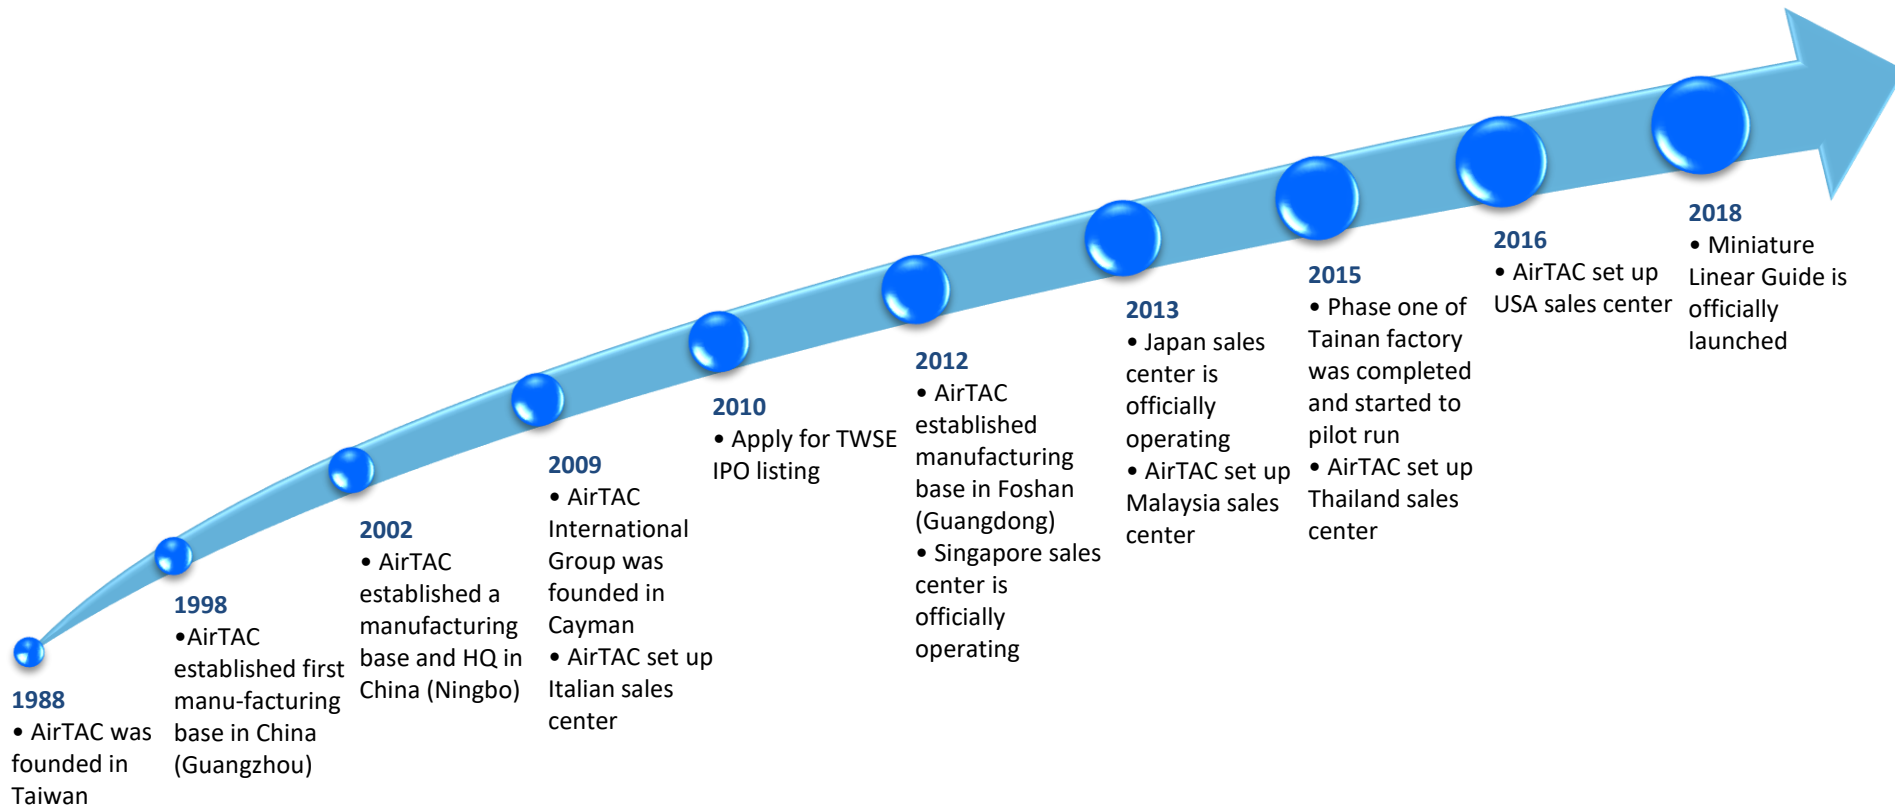 1988
• AirTAC was
founded in
Taiwan
1998
•AirTAC
established first
manu-facturing
base in China
(Guangzhou)
2002
• AirTAC
established a
manufacturing
base and HQ in
China (Ningbo)
2009
• AirTAC
International
Group was
founded in
Cayman
• AirTAC set up
Italian sales
center
2010
• Apply for TWSE
IPO listing
2012
• AirTAC
established
manufacturing
base in Foshan
(Guangdong)
• Singapore sales
center is
officially
operating
2013
• Japan sales
center is
officially
operating
• AirTAC set up
Malaysia sales
center
2015
• Phase one of
Tainan factory
was completed
and started to
pilot run
• AirTAC set up
Thailand sales
center
2016
• AirTAC set up
USA sales center
2018
• Miniature
Linear Guide is
officially
launched